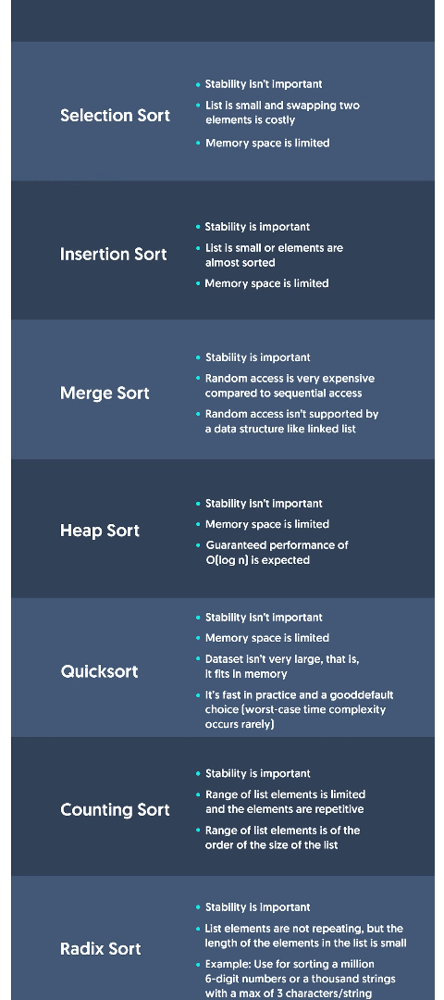 Selection Sort
Stability isn't important
List is small and swapping two
elements is costly
Memory space is limited
Insertion Sort
Stability is important
List is small or elements are
almost sorted
Memory space is limited
Merge Sort
Stability is important
Random access is very expensive
compared to sequential access
Random access isn't supported by
a data structure like linked list
Heap Sort
Stability isn't important
Memory space is limited
Guaranteed performance of
O(log n) is expected
Quicksort
Stability isn't important
Memory space is limited
Dataset isn't very large, that is,
it fits in memory
It's fast in practice and a gooddefault
choice (worst-case time complexity
occurs rarely)
Counting Sort
Stability is important
Range of list elements is limited
and the elements are repetitive
Range of list elements is of the
order of the size of the list
Radix Sort
Stability is important
List elements are not repeating, but the
length of the elements in the list is small
Example: Use for sorting a million
6-digit numbers or a thousand strings
with a max of 3 characters/string